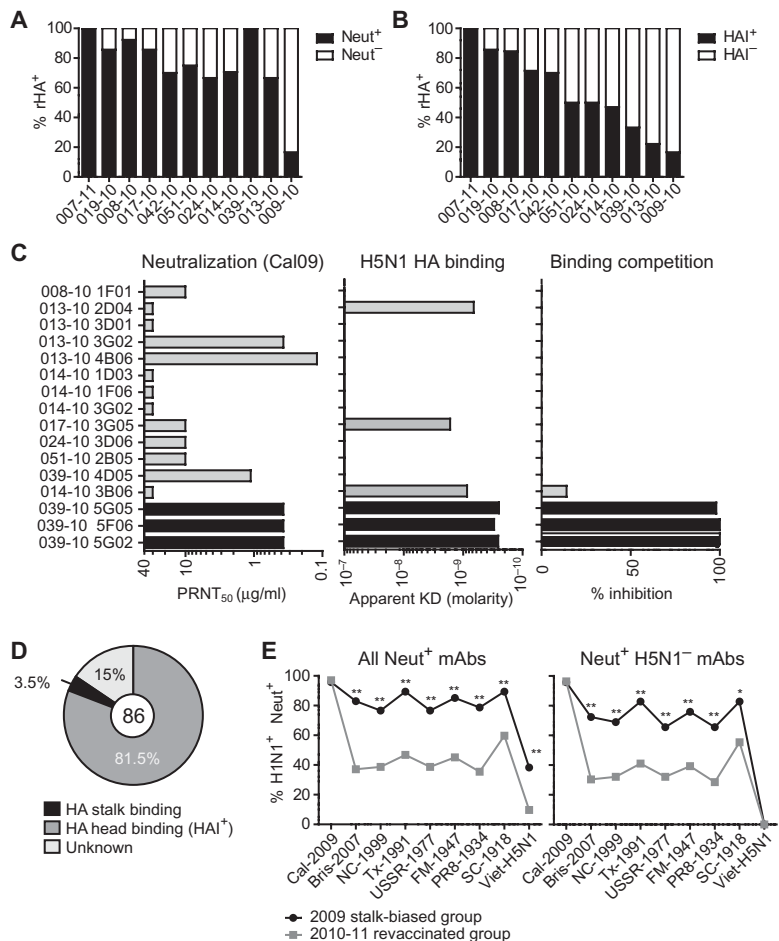 A
% rHA+
100
80
60
40
20
0
Neut+
Neut−
007-11
019-10
008-10
017-10
042-10
051-10
024-10
014-10
039-10
013-10
009-10
B
% rHA+
100
80
60
40
20
0
HAI+
HAI−
007-11
019-10
008-10
017-10
042-10
051-10
024-10
014-10
039-10
013-10
009-10
C
Neutralization (Cal09)
H5N1 HA binding
Binding competition
008-10 1F01
013-10 2D04
013-10 3D01
013-10 3G02
013-10 4B06
014-10 1D03
014-10 1F06
014-10 3G02
017-10 3G05
024-10 3D06
051-10 2B05
039-10 4D05
014-10 3B06
039-10 5G05
039-10 5F06
039-10 5G02
40
10
1
0.1
PRNT50 (μg/ml)
10−7
10−8
10−9
10−10
Apparent KD (molarity)
0
50
100
% inhibition
D
3.5%
15%
86
81.5%
HA stalk binding
HA head binding (HAI+)
Unknown
E
All Neut+ mAbs
Neut+ H5N1− mAbs
% H1N1+ Neut+
100
80
60
40
20
0
**
**
**
**
**
**
**
**
**
**
**
**
**
**
*
Cal-2009
Bris-2007
NC-1999
Tx-1991
USSR-1977
FM-1947
PR8-1934
SC-1918
Viet-H5N1
Cal-2009
Bris-2007
NC-1999
Tx-1991
USSR-1977
FM-1947
PR8-1934
SC-1918
Viet-H5N1
2009 stalk-biased group
2010-11 revaccinated group